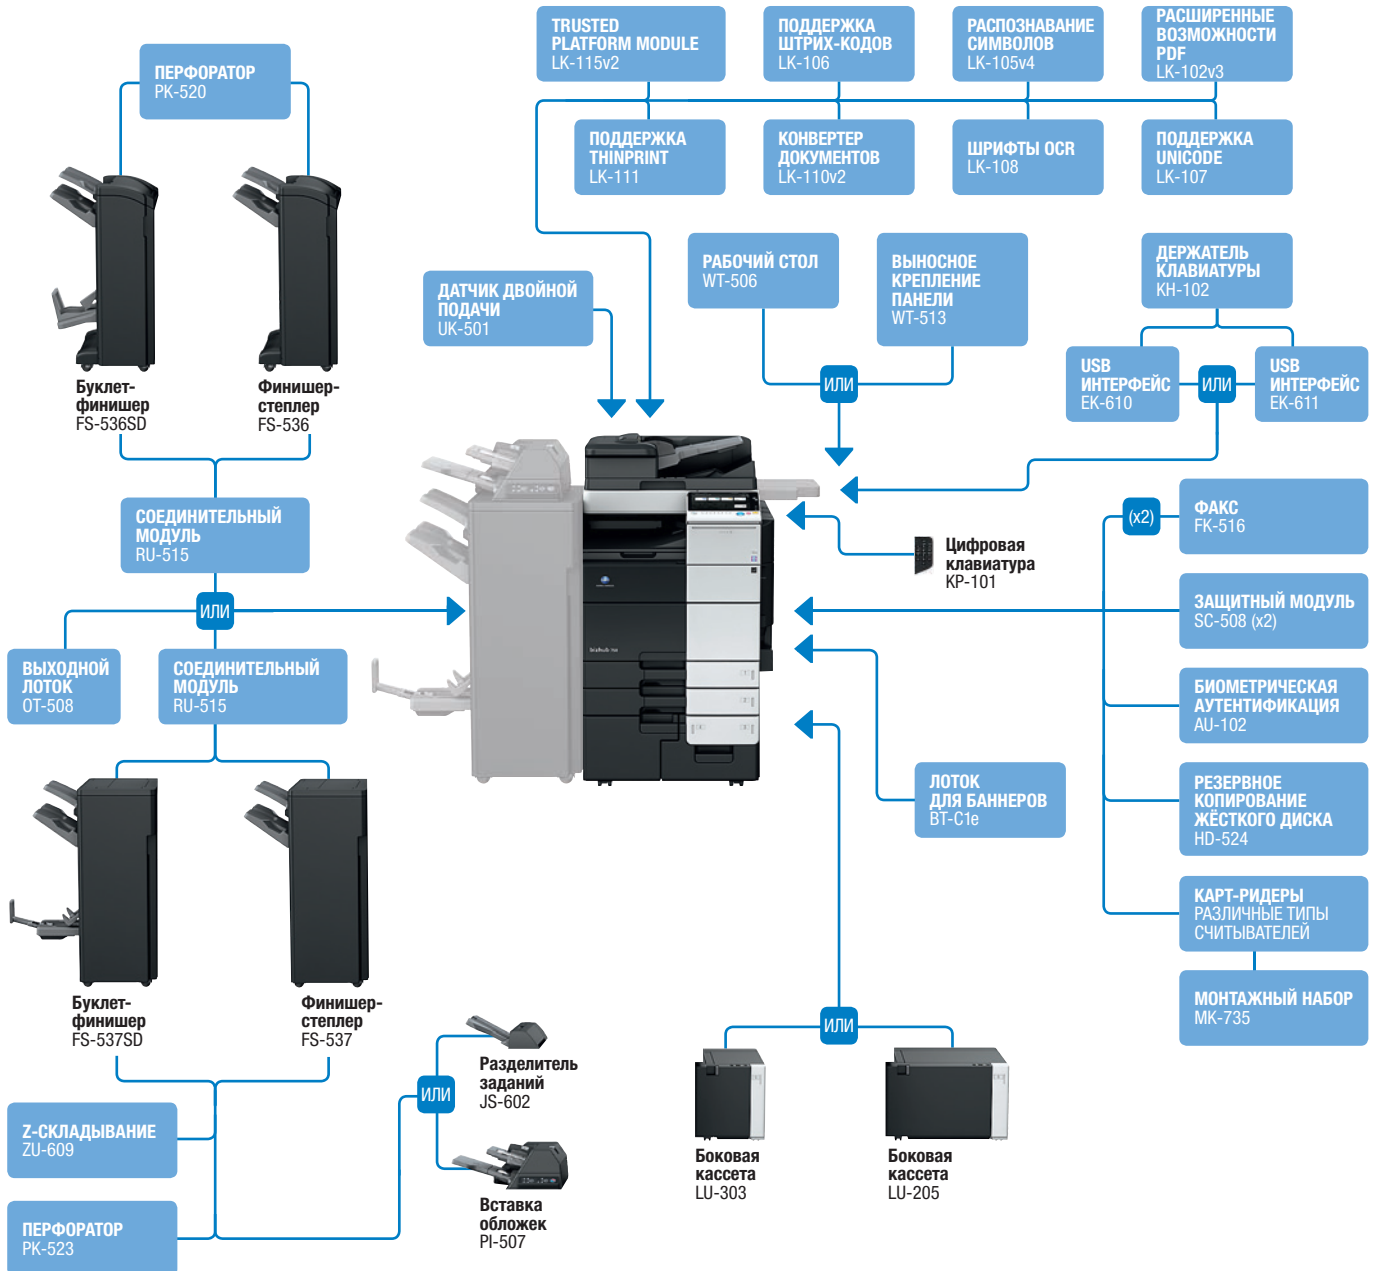 TRUSTED
PLATFORM MODULE
LK-115v2
ПОДДЕРЖКА
ШТРИХ-КОДОВ
LK-106
РАСПОЗНАВАНИЕ
СИМВОЛОВ
LK-105v4
РАСШИРЕННЫЕ
ВОЗМОЖНОСТИ
PDF
LK-102v3
ПЕРФОРАТОР
PK-520
ПОДДЕРЖКА
THINPRINT
LK-111
КОНВЕРТЕР
ДОКУМЕНТОВ
LK-110v2
ШРИФТЫ OCR
LK-108
ПОДДЕРЖКА
UNICODE
LK-107
РАБОЧИЙ СТОЛ
WT-506
ВЫНОСНОЕ
КРЕПЛЕНИЕ
ПАНЕЛИ
WT-513
ДЕРЖАТЕЛЬ
КЛАВИАТУРЫ
KH-102
ДАТЧИК ДВОЙНОЙ
ПОДАЧИ
UK-501
ИЛИ
USB
ИНТЕРФЕЙС
EK-610
ИЛИ
USB
ИНТЕРФЕЙС
EK-611
Буклет-
финишер
FS-536SD
Финишер-
степлер
FS-536
СОЕДИНИТЕЛЬНЫЙ
МОДУЛЬ
RU-515
(x2)
ФАКС
FK-516
Цифровая
клавиатура
KP-101
ИЛИ
ЗАЩИТНЫЙ МОДУЛЬ
SC-508 (x2)
bizhub
ВЫХОДНОЙ
ЛОТОК
OT-508
СОЕДИНИТЕЛЬНЫЙ
МОДУЛЬ
RU-515
БИОМЕТРИЧЕСКАЯ
АУТЕНТИФИКАЦИЯ
AU-102
ЛОТОК
ДЛЯ БАННЕРОВ
BT-C1e
РЕЗЕРВНОЕ
КОПИРОВАНИЕ
ЖЁСТКОГО ДИСКА
HD-524
КАРТ-РИДЕРЫ
РАЗЛИЧНЫЕ ТИПЫ
СЧИТЫВАТЕЛЕЙ
МОНТАЖНЫЙ НАБОР
MK-735
Буклет-
финишер
FS-537SD
Финишер-
степлер
FS-537
ИЛИ
Разделитель
заданий
JS-602
ИЛИ
Z-СКЛАДЫВАНИЕ
ZU-609
Боковая
кассета
LU-303
Боковая
кассета
LU-205
Вставка
обложек
PI-507
ПЕРФОРАТОР
PK-523